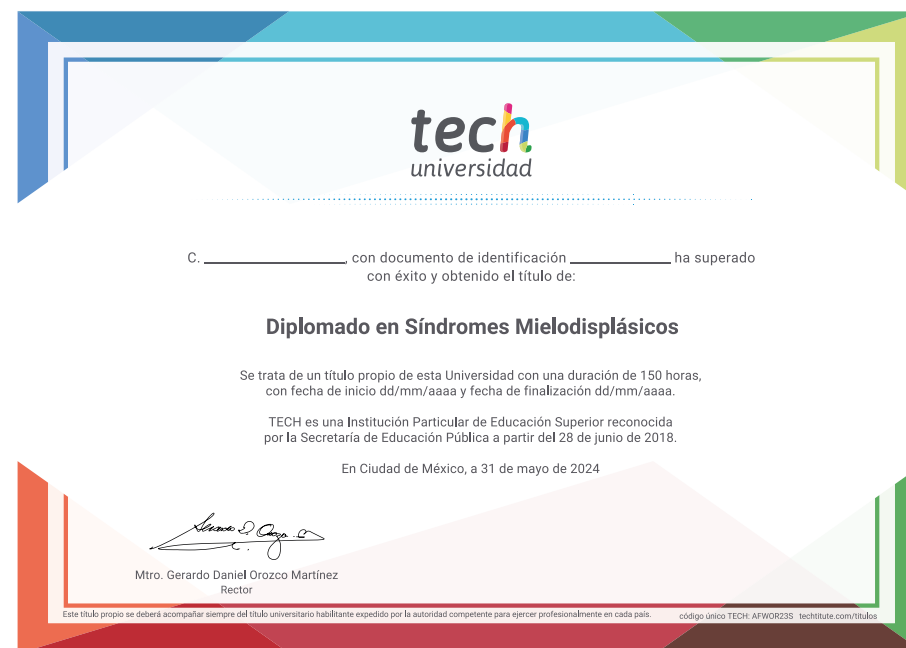 tech
universidad
C. ____________, con documento de identificación ____________ ha superado
con éxito y obtenido el título de:
Diplomado en Síndromes Mielodisplásicos
Se trata de un título propio de esta Universidad con una duración de 150 horas,
con fecha de inicio dd/mm/aaaa y fecha de finalización dd/mm/aaaa.
TECH es una Institución Particular de Educación Superior reconocida
por la Secretaría de Educación Pública a partir del 28 de junio de 2018.
En Ciudad de México, a 31 de mayo de 2024
Mtro. Gerardo Daniel Orozco Martínez
Rector
Este título propio se deberá acompañar siempre del título universitario habilitante expedido por la autoridad competente para ejercer profesionalmente en cada país.
código único TECH: AFWOR23S techtitute.com/titulos